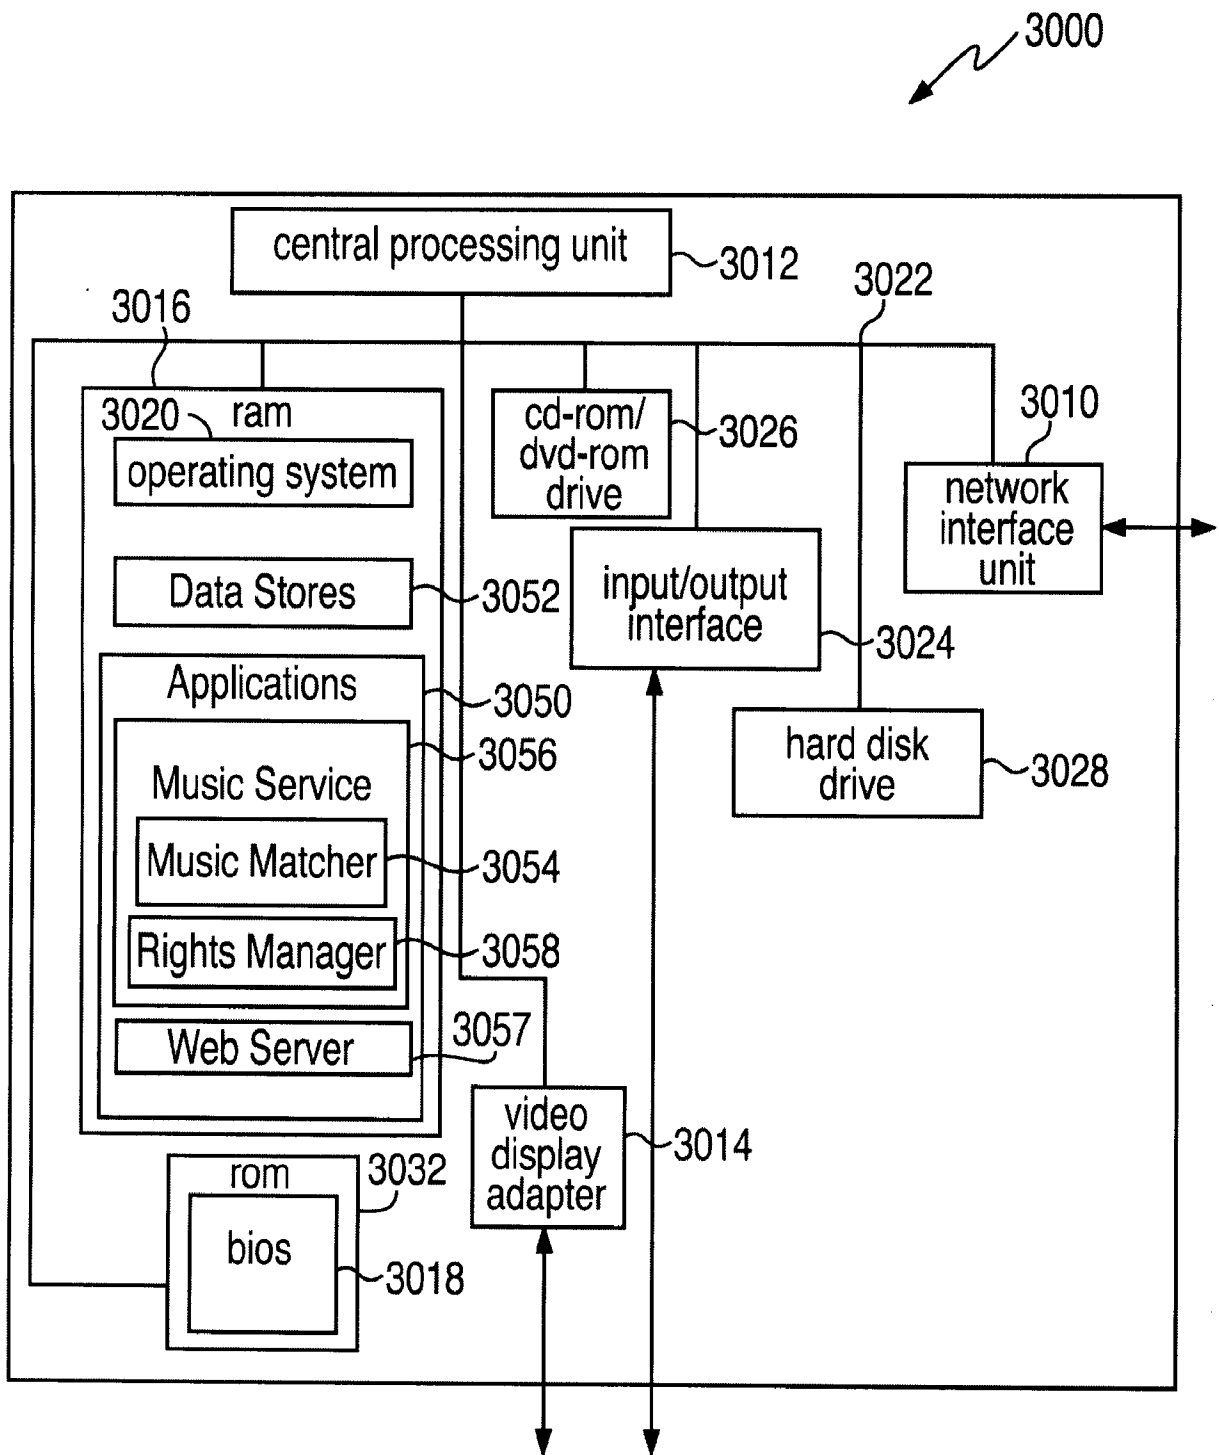 3000
central processing unit
3012
3022
3016
ram
3020
operating system
cd-rom/
dvd-rom
drive
3026
3010
network
interface
unit
Data Stores
3052
input/output
interface
3024
Applications
3050
3056
Music Service
hard disk
drive
3028
Music Matcher
3054
Rights Manager
3058
Web Server
3057
video
display
adapter
3014
rom
3032
bios
3018